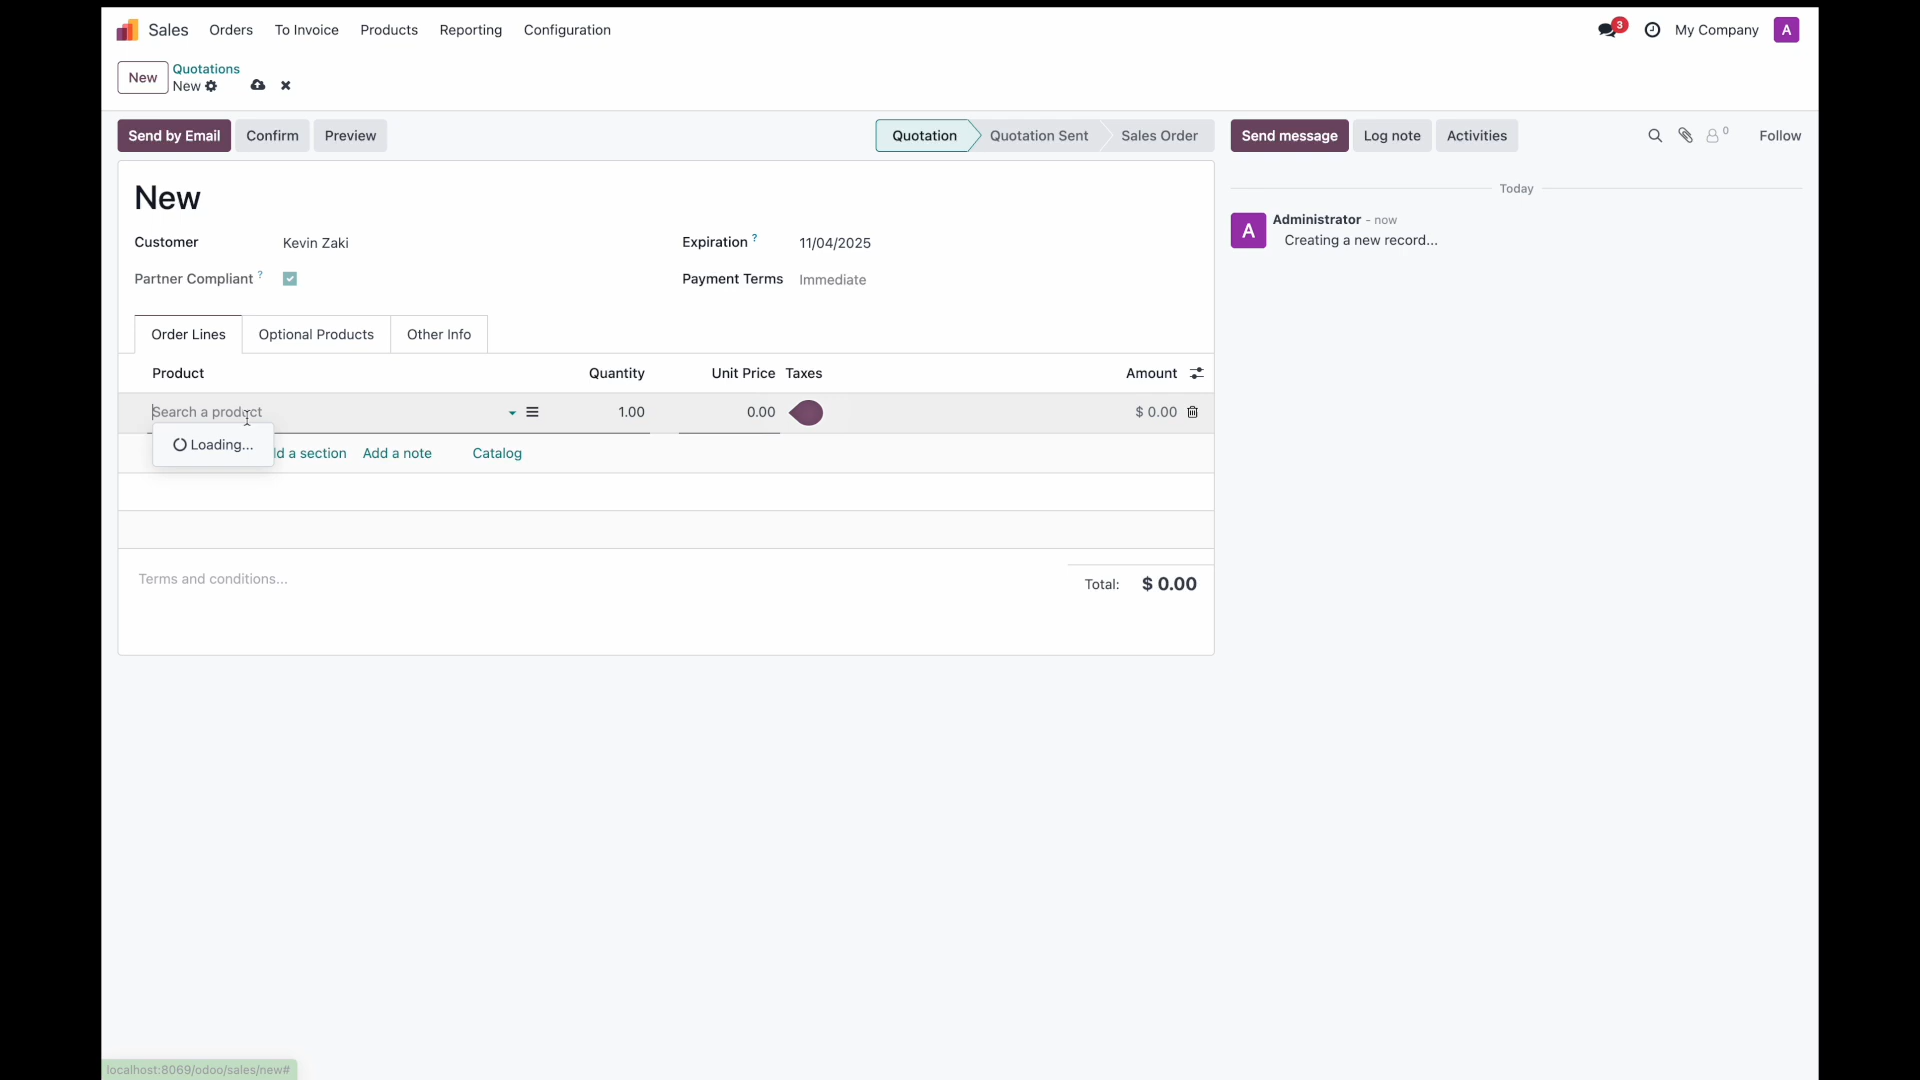 Sales Orders To Invoice Products Reporting Configuration
3 My Company A
New Quotations
New
Send by Email Confirm Preview
Quotation Quotation Sent Sales Order
Send message Log note Activities 0 Follow
Today
A Administrator - now
Creating a new record...
New
Customer Kevin Zaki Expiration ? 11/04/2025
Partner Compliant ? Payment Terms Immediate
Order Lines Optional Products Other Info
Product Quantity Unit Price Taxes Amount
Search a product 1.00 0.00 $ 0.00
Loading...
d a section Add a note Catalog
Terms and conditions...
Total: $ 0.00
localhost:8069/odoo/sales/new#